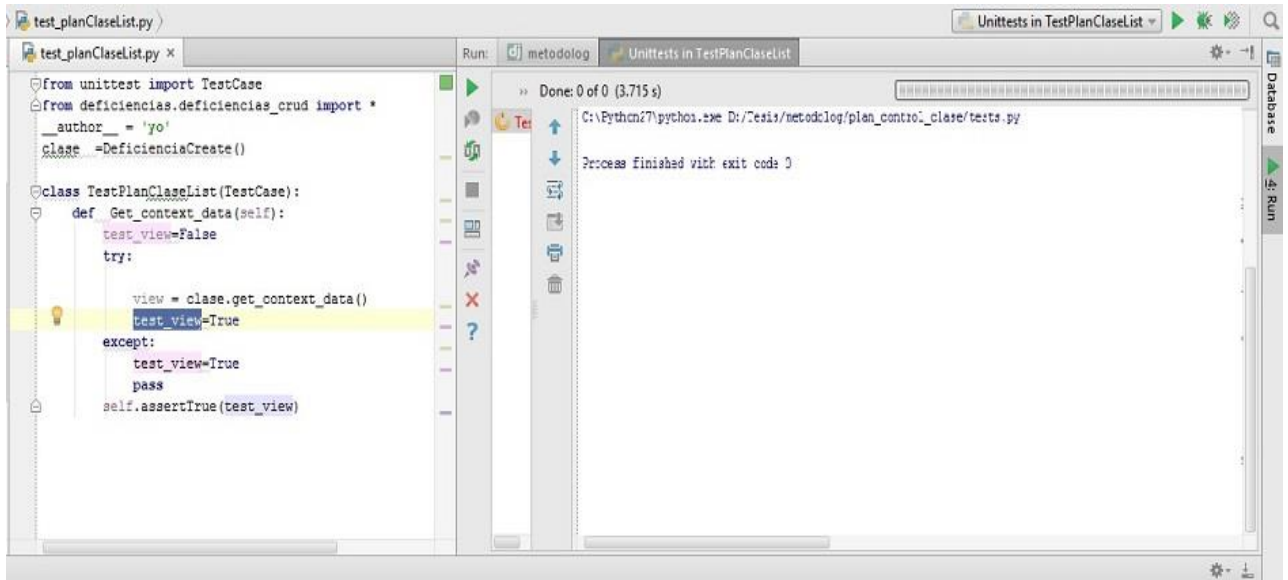 test_planClaseList.py
Unittests in TestPlanClaseList
test_planClaseList.py ×
Run:
metodolog
Unittests in TestPlanClaseList
from unittest import TestCase
from deficiencias.deficiencias_crud import *
__author__ = 'yo'
clase =DeficienciaCreate()
class TestPlanClaseList(TestCase):
def Get_context_data(self):
test_view=False
try:
view = clase.get_context_data()
test_view=True
except:
test_view=True
pass
self.assertTrue(test_view)
» Done: 0 of 0 (3.715 s)
Tes
C:\Python27\python.exe D:/Tesis/metodolog/plan_control_clase/tests.py
Process finished with exit code 0
Database
4: Run